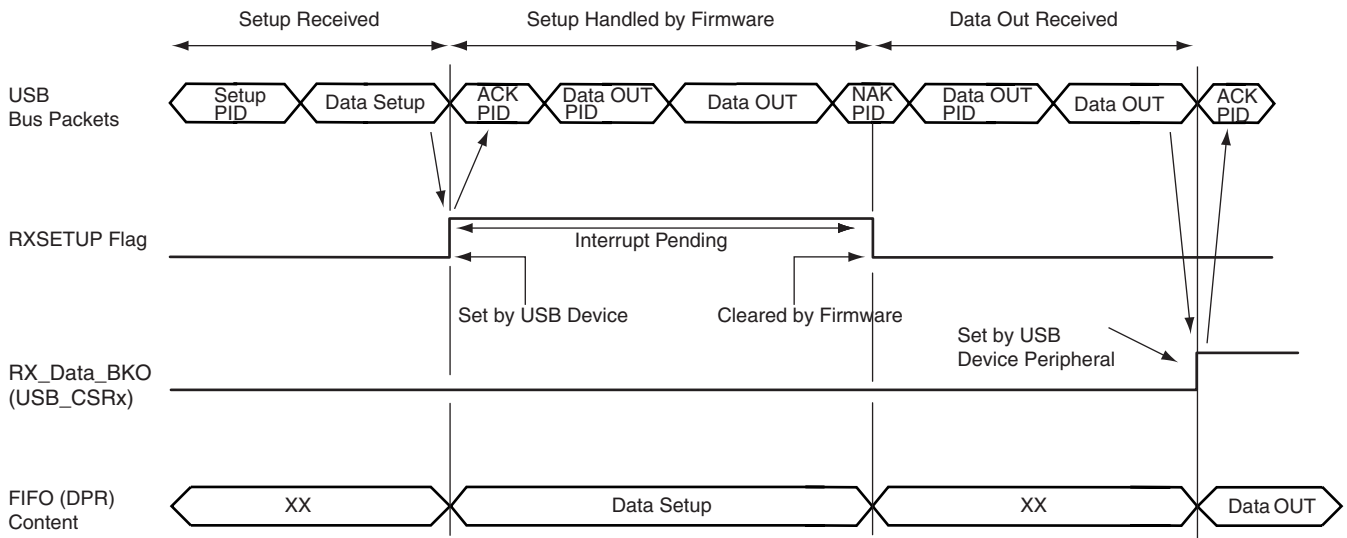 Setup Received
Setup Handled by Firmware
Data Out Received
USB
Bus Packets
Setup
PID
Data Setup
ACK
PID
Data OUT
PID
Data OUT
NAK
PID
Data OUT
PID
Data OUT
ACK
PID
RXSETUP Flag
Interrupt Pending
Set by USB Device
Cleared by Firmware
Set by USB
Device Peripheral
RX_Data_BKO
(USB_CSRx)
FIFO (DPR)
Content
XX
Data Setup
XX
Data OUT